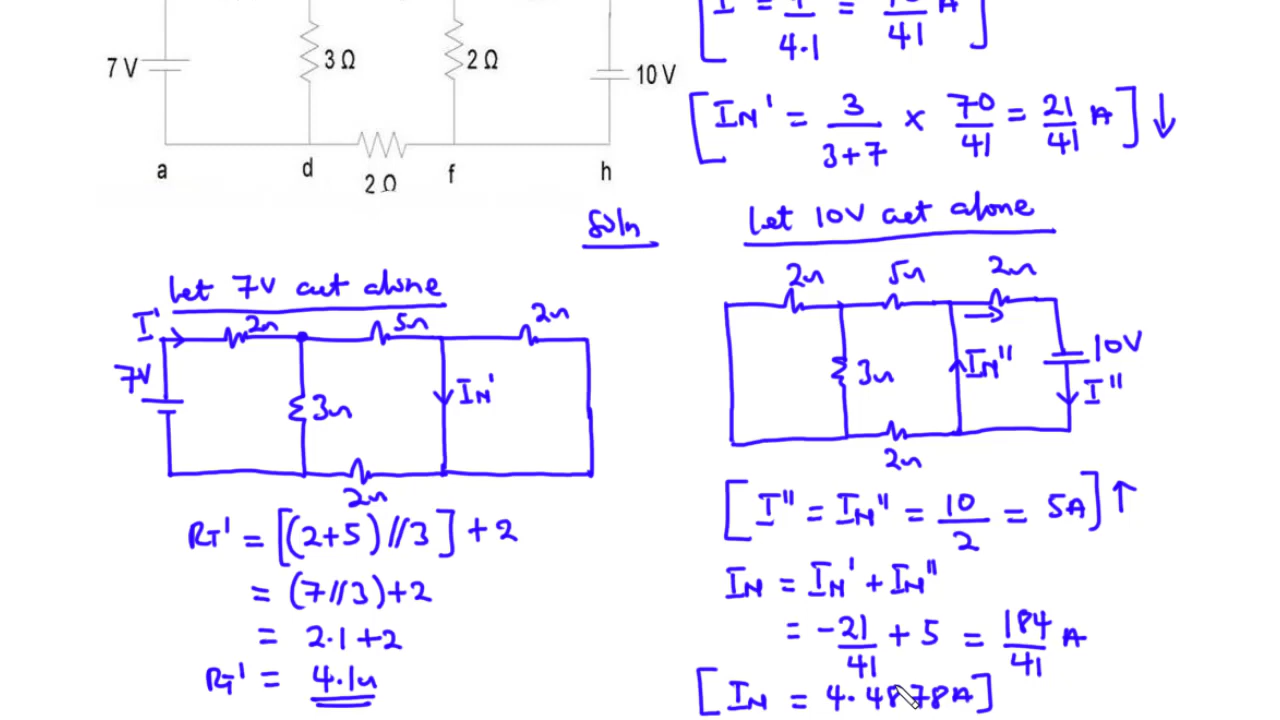 3 Ω
2 Ω
7 V
10 V
a
d
f
h
2 Ω
4.1
41
[IN' = 3/(3+7) × 70/41 = 21/41 A] ↓
Soln
Let 7V act alone
I'
2Ω
5Ω
2Ω
7V
3Ω
IN'
2Ω
RT' = [(2+5)//3] + 2
= (7//3)+2
= 2.1+2
RT' = 4.1Ω
Let 10V act alone
2Ω
5Ω
2Ω
3Ω
IN''
10V
I''
2Ω
[I'' = IN'' = 10/2 = 5A] ↑
IN = IN' + IN''
= -21/41 + 5 = 184/41 A
[IN = 4.4878A]